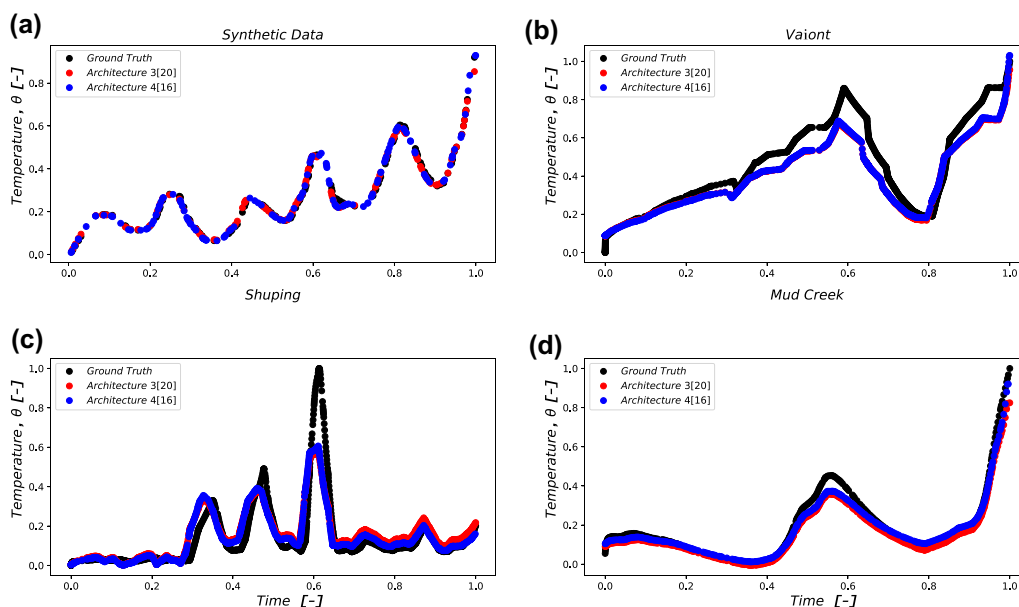 (a)
Synthetic Data
Temperature, θ [-]
0.8
0.6
0.4
0.2
0.0
Ground Truth
Architecture 3[20]
Architecture 4[16]
0.0 0.2 0.4 0.6 0.8 1.0
(b)
Vaiont
Temperature, θ [-]
1.0
0.8
0.6
0.4
0.2
0.0
Ground Truth
Architecture 3[20]
Architecture 4[16]
0.0 0.2 0.4 0.6 0.8 1.0
(c)
Shuping
Temperature, θ [-]
1.0
0.8
0.6
0.4
0.2
0.0
Ground Truth
Architecture 3[20]
Architecture 4[16]
0.0 0.2 0.4 0.6 0.8 1.0
Time [-]
(d)
Mud Creek
Temperature, θ [-]
1.0
0.8
0.6
0.4
0.2
0.0
Ground Truth
Architecture 3[20]
Architecture 4[16]
0.0 0.2 0.4 0.6 0.8 1.0
Time [-]